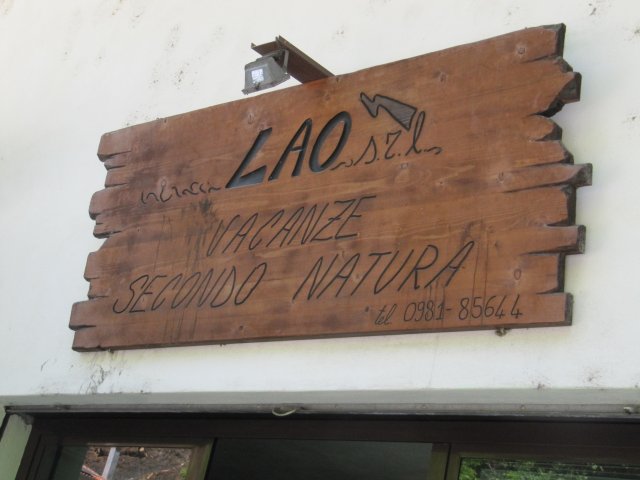 LAO s.r.l.
VACANZE
SECONDO NATURA
tel 0981-85644